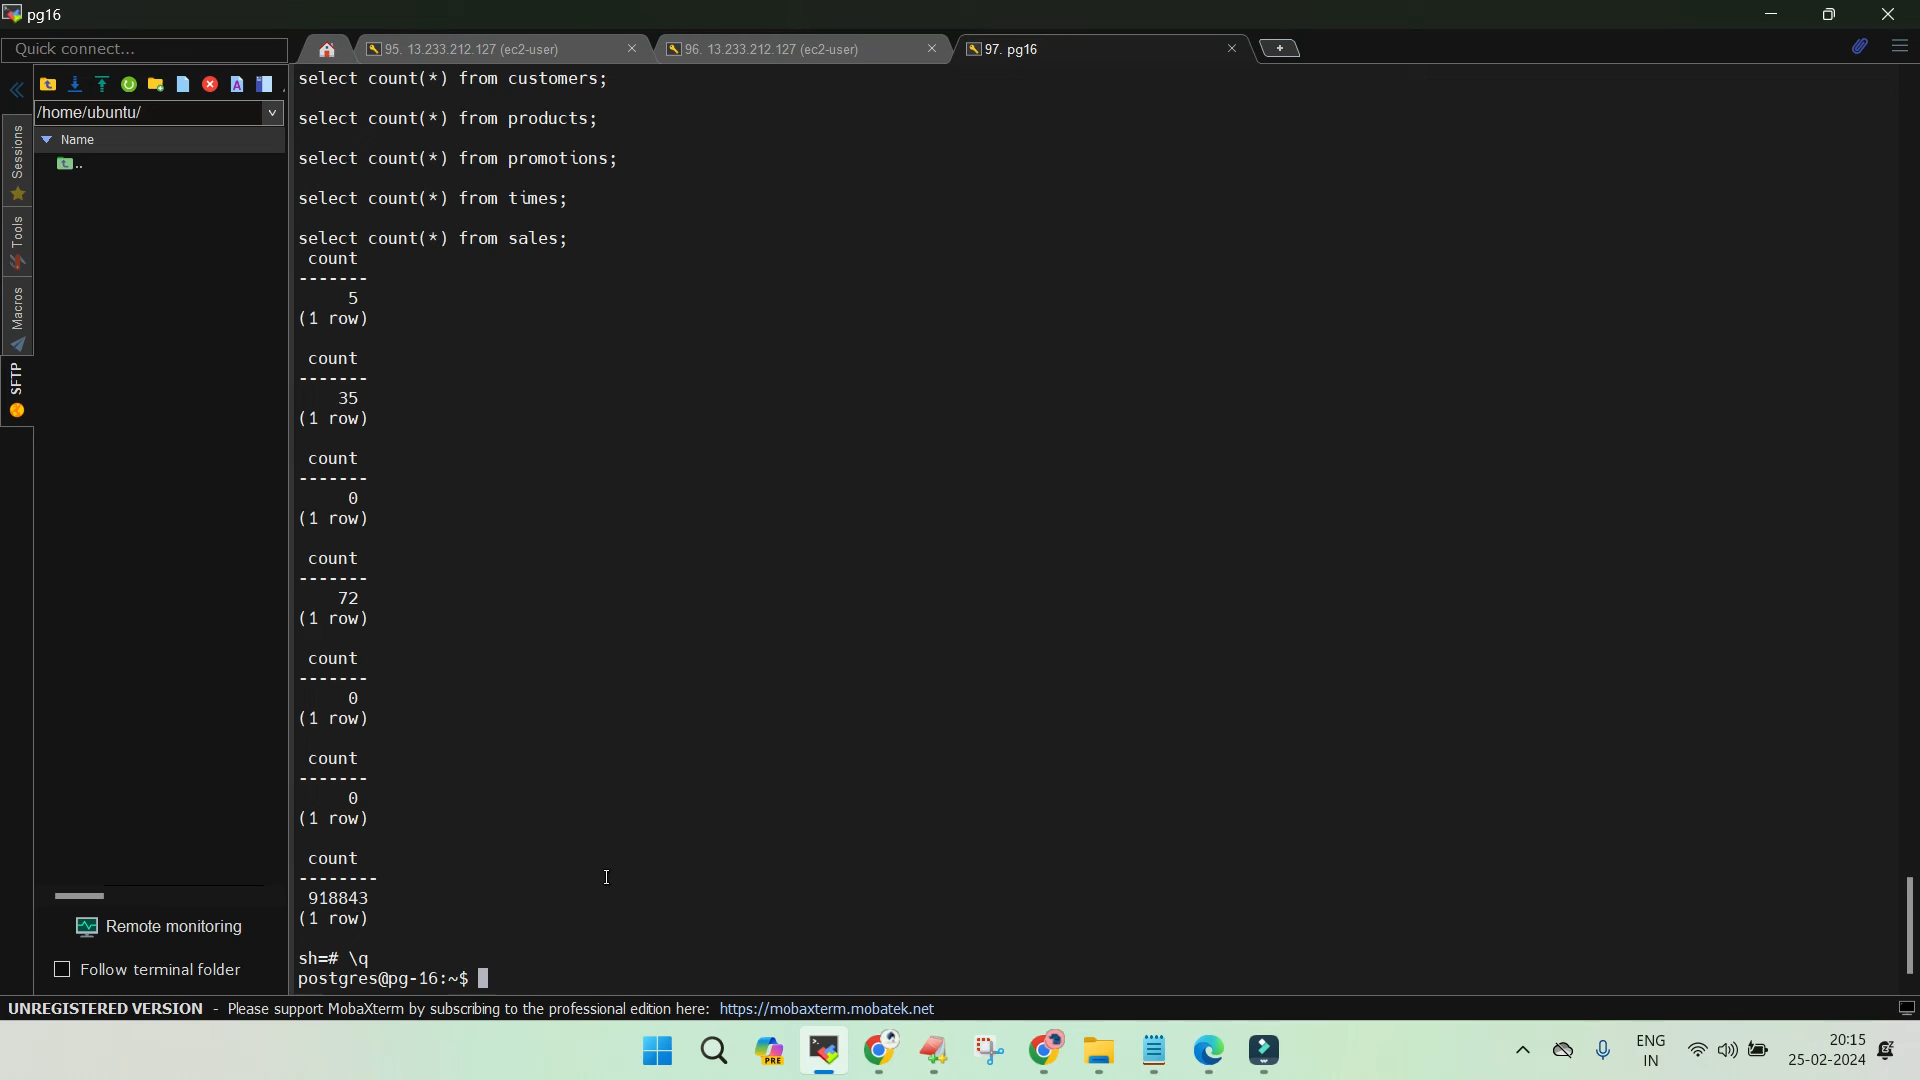 pg16
Quick connect...
95. 13.233.212.127 (ec2-user)
96. 13.233.212.127 (ec2-user)
97. pg16
/home/ubuntu/
Name
..
Sessions
Tools
Macros
SFTP
select count(*) from customers;
select count(*) from products;
select count(*) from promotions;
select count(*) from times;
select count(*) from sales;
count
-------
5
(1 row)
count
-------
35
(1 row)
count
-------
0
(1 row)
count
-------
72
(1 row)
count
-------
0
(1 row)
count
-------
0
(1 row)
count
--------
918843
(1 row)
sh=# \q
postgres@pg-16:~$
Remote monitoring
Follow terminal folder
UNREGISTERED VERSION - Please support MobaXterm by subscribing to the professional edition here: https://mobaxterm.mobatek.net
PRE
ENG
IN
20:15
25-02-2024